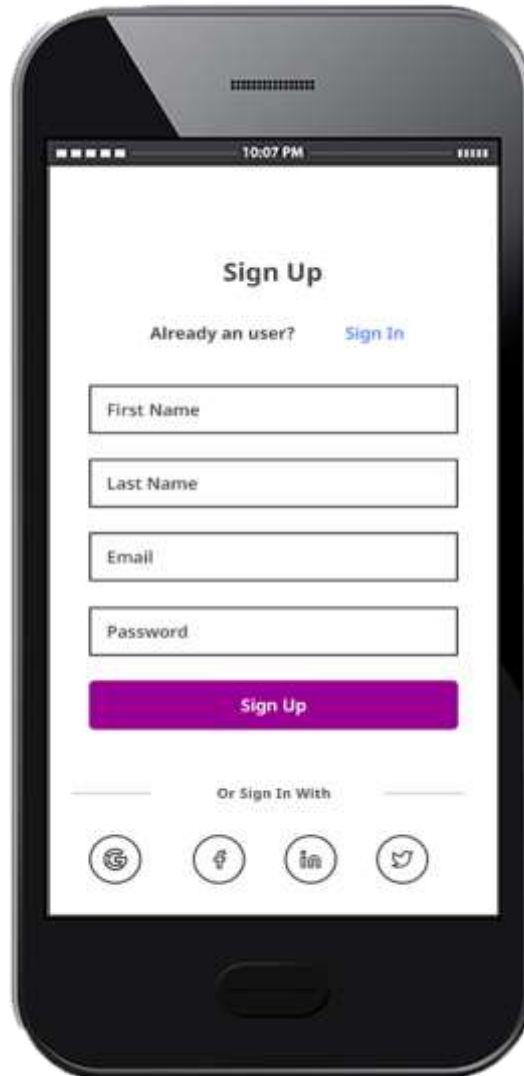 10:07 PM
Sign Up
Already an user? Sign In
First Name
Last Name
Email
Password
Sign Up
Or Sign In With
G f in